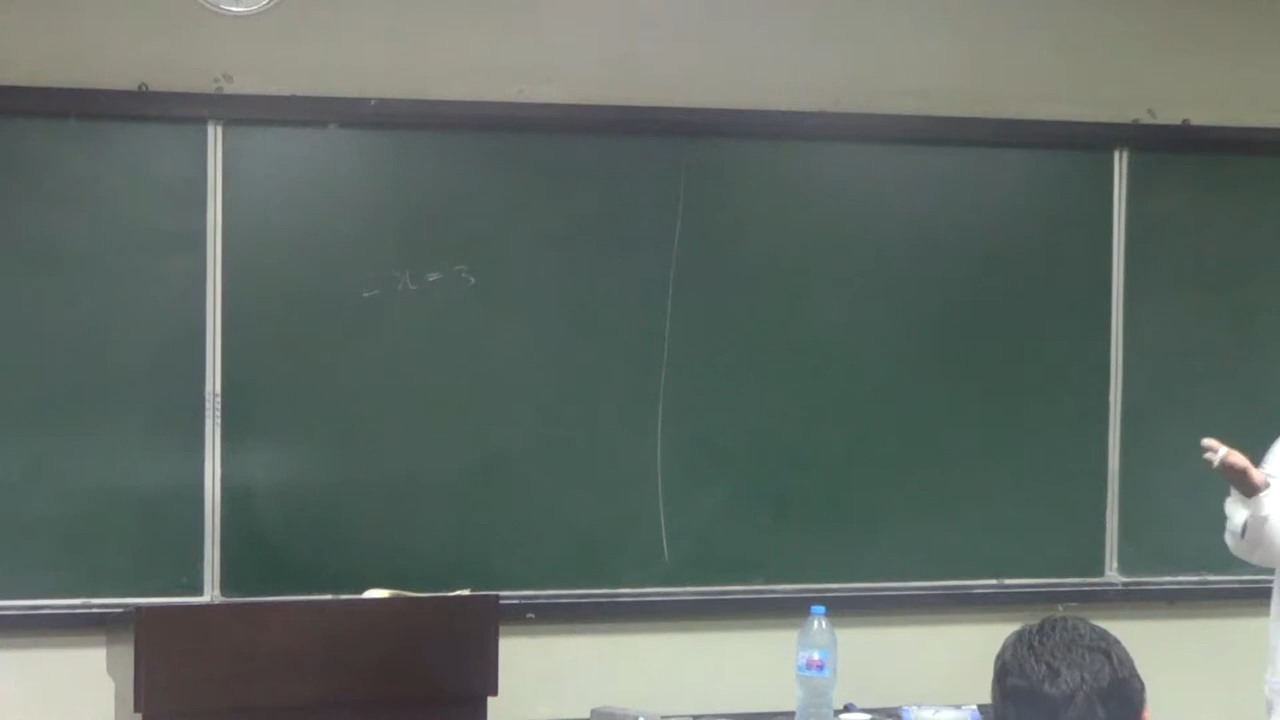 - x = 3